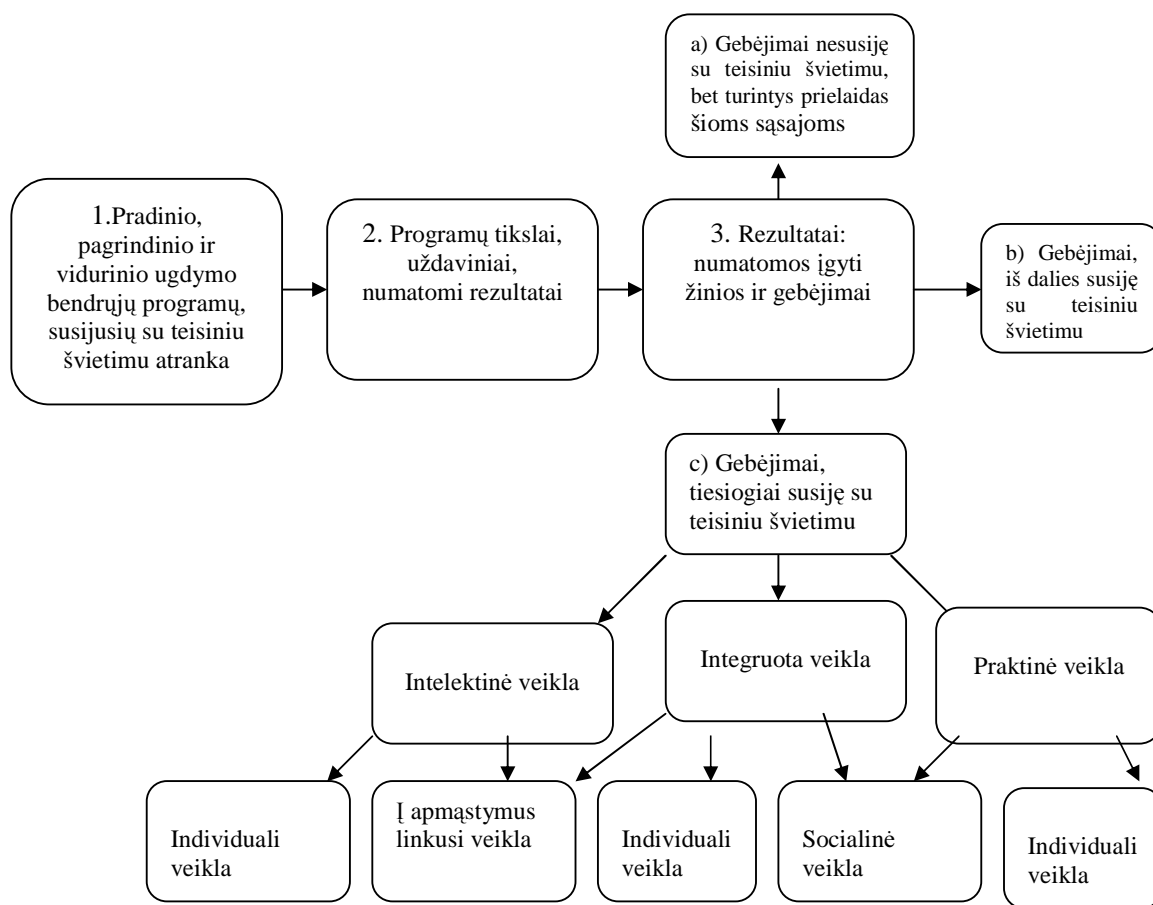 a) Gebėjimai nesusiję
su teisiniu švietimu,
bet turintys prielaidas
šioms sąsajoms
1.Pradinio,
pagrindinio ir
vidurinio ugdymo
bendrųjų programų,
susijusių su teisiniu
švietimu atranka
2. Programų tikslai,
uždaviniai,
numatomi rezultatai
3. Rezultatai:
numatomos įgyti
žinios ir gebėjimai
b) Gebėjimai,
iš dalies susiję
su teisiniu
švietimu
c) Gebėjimai,
tiesiogiai susiję su
teisiniu švietimu
Intelektinė veikla
Integruota veikla
Praktinė veikla
Individuali
veikla
Į apmąstymus
linkusi veikla
Individuali
veikla
Socialinė
veikla
Individuali
veikla